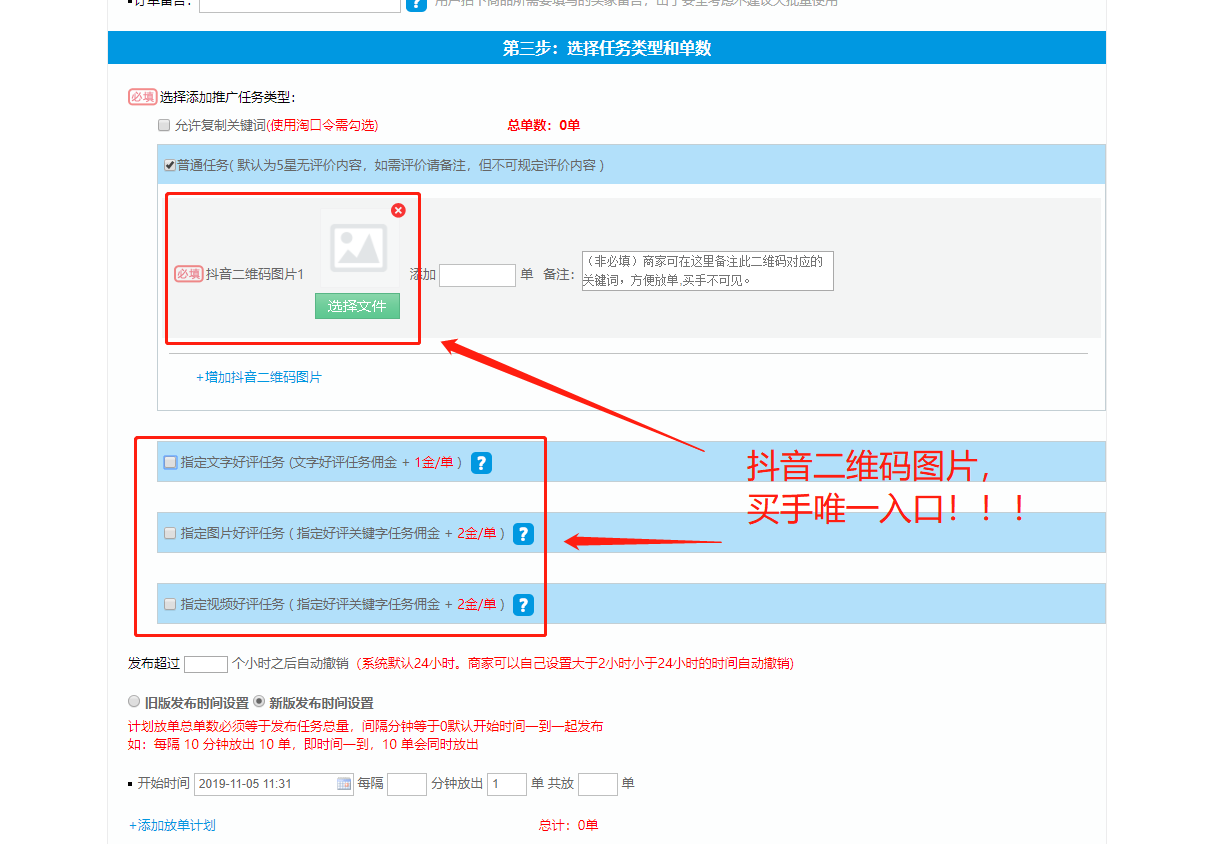 订单留言：
用户拍下商品所需要填写的买家留言，出于安全考虑不建议大批量使用
第三步：选择任务类型和单数
必填 选择添加推广任务类型：
允许复制关键词(使用淘口令需勾选) 总单数：0单
普通任务( 默认为5星无评价内容，如需评价请备注，但不可规定评价内容 )
必填 抖音二维码图片1
选择文件
添加 单 备注：
（非必填）商家可在这里备注此二维码对应的
关键词，方便放单,买手不可见。
+增加抖音二维码图片
指定文字好评任务 (文字好评任务佣金 + 1金/单 ) ?
抖音二维码图片，
买手唯一入口！！！
指定图片好评任务 ( 指定好评关键字任务佣金 + 2金/单 ) ?
指定视频好评任务 ( 指定好评关键字任务佣金 + 2金/单 ) ?
发布超过 个小时之后自动撤销 （系统默认24小时。商家可以自己设置大于2小时小于24小时的时间自动撤销)
旧版发布时间设置 新版发布时间设置
计划放单总单数必须等于发布任务总量，间隔分钟等于0默认开始时间一到一起发布
如：每隔 10 分钟放出 10 单，即时间一到，10 单会同时放出
▪ 开始时间 2019-11-05 11:31 每隔 分钟放出 1 单 共放 单
+添加放单计划 总计：0单